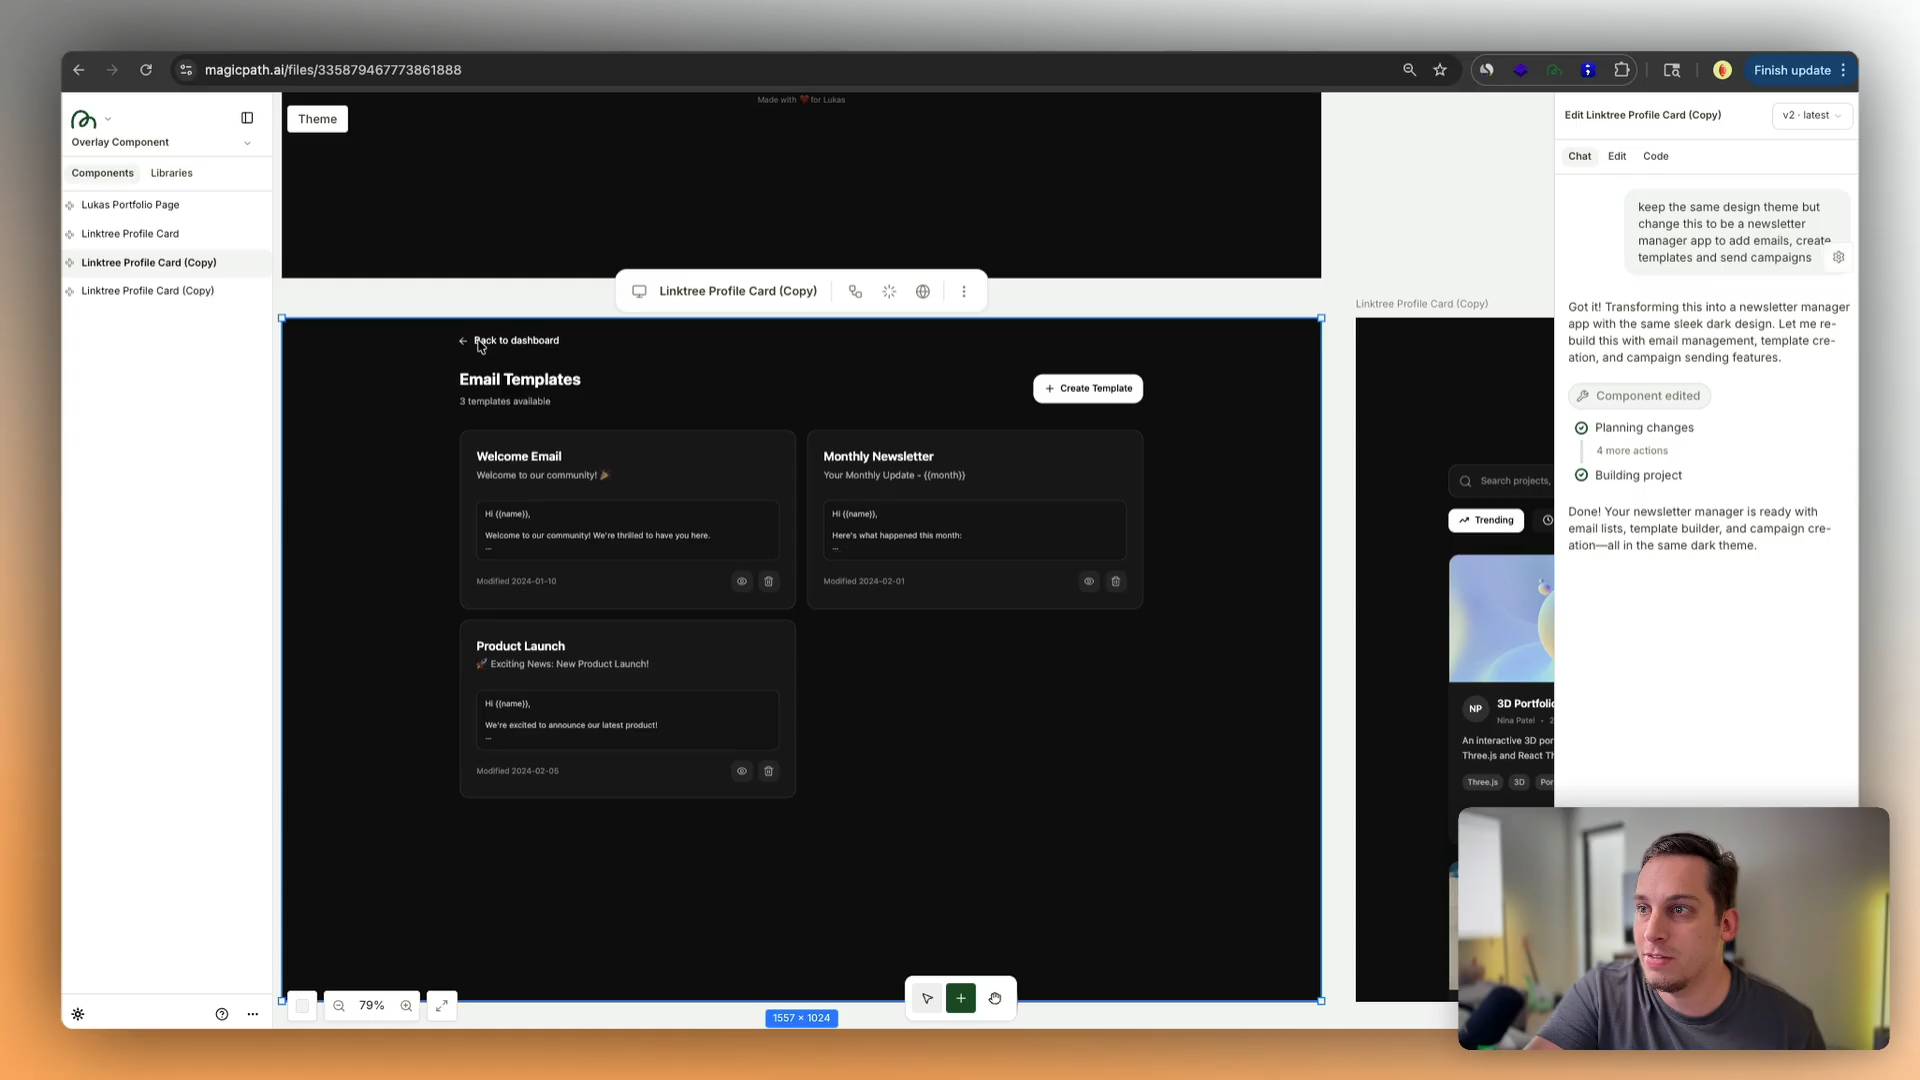 magicpath.ai/files/335879467773861888
Finish update
Overlay Component
Components
Libraries
Lukas Portfolio Page
Linktree Profile Card
Linktree Profile Card (Copy)
Linktree Profile Card (Copy)
Theme
Made with ❤️ for Lukas
Linktree Profile Card (Copy)
Back to dashboard
Email Templates
3 templates available
+ Create Template
Welcome Email
Welcome to our community! 🎉
Hi {{name}},
Welcome to our community! We're thrilled to have you here.
...
Modified 2024-01-10
Monthly Newsletter
Your Monthly Update - {{month}}
Hi {{name}},
Here's what happened this month:
...
Modified 2024-02-01
Product Launch
🚀 Exciting News: New Product Launch!
Hi {{name}},
We're excited to announce our latest product!
...
Modified 2024-02-05
79%
1557 × 1024
Linktree Profile Card (Copy)
Search projects,
Trending
NP
3D Portfolio
Nina Patel • 2
An interactive 3D por
Three.js and React Th
Three.js
3D
Por
Edit Linktree Profile Card (Copy)
v2 · latest
Chat
Edit
Code
keep the same design theme but
change this to be a newsletter
manager app to add emails, create
templates and send campaigns
Got it! Transforming this into a newsletter manager
app with the same sleek dark design. Let me re-
build this with email management, template cre-
ation, and campaign sending features.
Component edited
Planning changes
4 more actions
Building project
Done! Your newsletter manager is ready with
email lists, template builder, and campaign cre-
ation—all in the same dark theme.